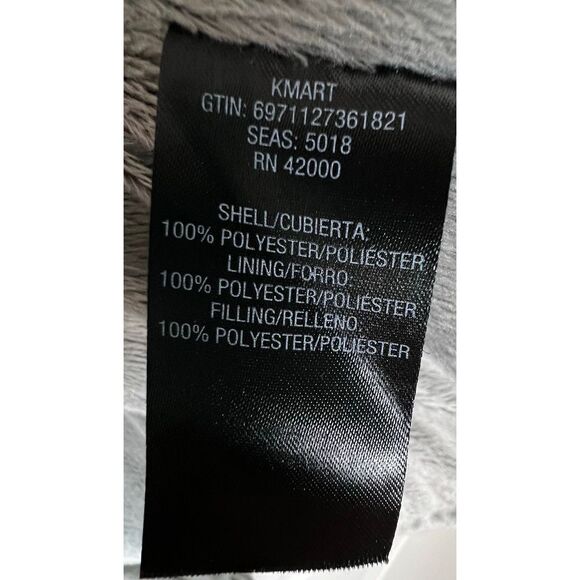 KMART
GTIN: 6971127361821
SEAS: 5018
RN 42000
SHELL/CUBIERTA:
100% POLYESTER/POLIÉSTER
LINING/FORRO:
100% POLYESTER/POLIÉSTER
FILLING/RELLENO:
100% POLYESTER/POLIÉSTER